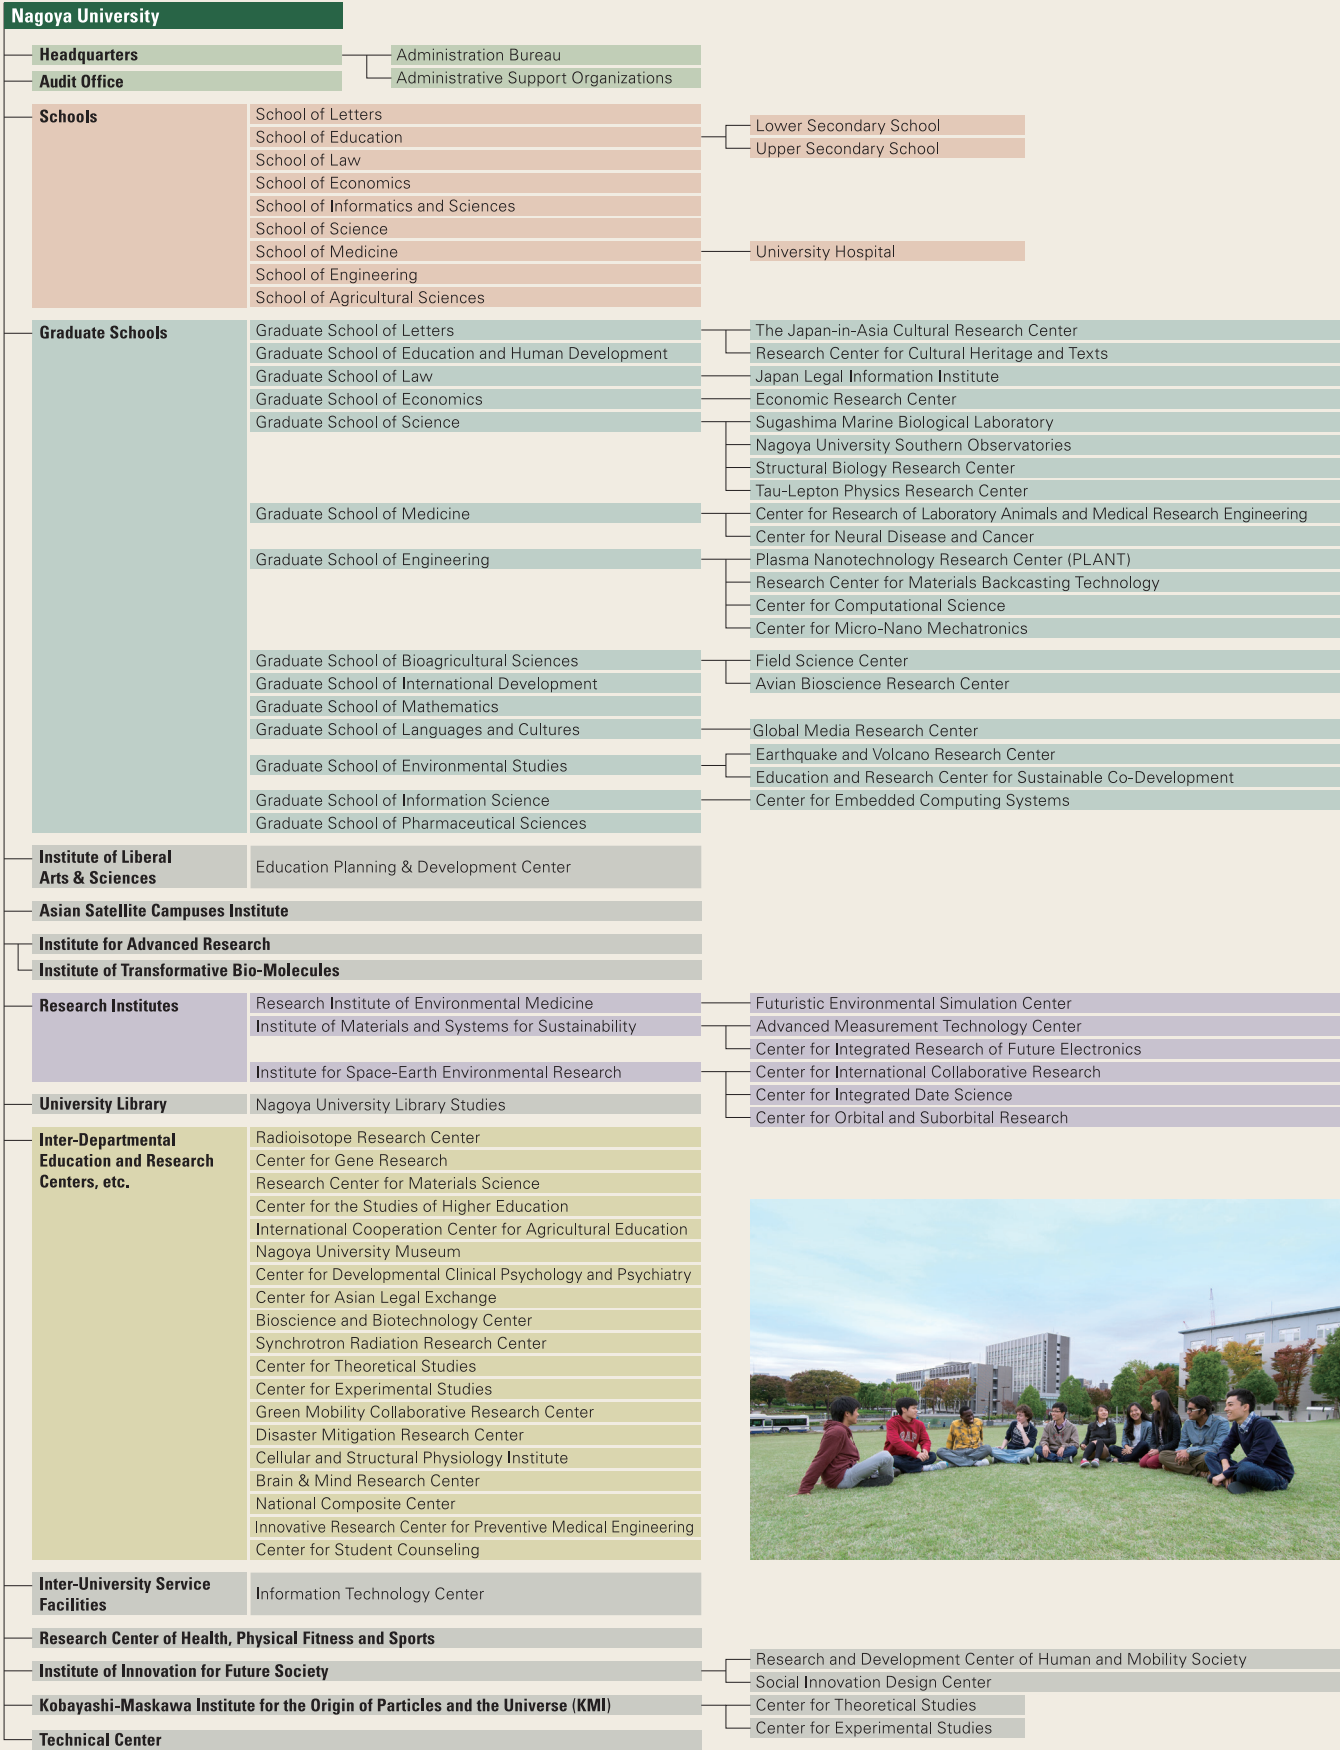 Nagoya University
Headquarters
Administration Bureau
Audit Office
Administrative Support Organizations
Schools
School of Letters
School of Education
Lower Secondary School
Upper Secondary School
School of Law
School of Economics
School of Informatics and Sciences
School of Science
School of Medicine
University Hospital
School of Engineering
School of Agricultural Sciences
Graduate Schools
Graduate School of Letters
The Japan-in-Asia Cultural Research Center
Research Center for Cultural Heritage and Texts
Graduate School of Education and Human Development
Graduate School of Law
Japan Legal Information Institute
Graduate School of Economics
Economic Research Center
Graduate School of Science
Sugashima Marine Biological Laboratory
Nagoya University Southern Observatories
Structural Biology Research Center
Tau-Lepton Physics Research Center
Graduate School of Medicine
Center for Research of Laboratory Animals and Medical Research Engineering
Center for Neural Disease and Cancer
Graduate School of Engineering
Plasma Nanotechnology Research Center (PLANT)
Research Center for Materials Backcasting Technology
Center for Computational Science
Center for Micro-Nano Mechatronics
Graduate School of Bioagricultural Sciences
Field Science Center
Avian Bioscience Research Center
Graduate School of International Development
Graduate School of Mathematics
Graduate School of Languages and Cultures
Global Media Research Center
Graduate School of Environmental Studies
Earthquake and Volcano Research Center
Education and Research Center for Sustainable Co-Development
Graduate School of Information Science
Center for Embedded Computing Systems
Graduate School of Pharmaceutical Sciences
Institute of Liberal
Arts & Sciences
Education Planning & Development Center
Asian Satellite Campuses Institute
Institute for Advanced Research
Institute of Transformative Bio-Molecules
Research Institutes
Research Institute of Environmental Medicine
Futuristic Environmental Simulation Center
Institute of Materials and Systems for Sustainability
Advanced Measurement Technology Center
Center for Integrated Research of Future Electronics
Institute for Space-Earth Environmental Research
Center for International Collaborative Research
Center for Integrated Date Science
Center for Orbital and Suborbital Research
University Library
Nagoya University Library Studies
Inter-Departmental
Education and Research
Centers, etc.
Radioisotope Research Center
Center for Gene Research
Research Center for Materials Science
Center for the Studies of Higher Education
International Cooperation Center for Agricultural Education
Nagoya University Museum
Center for Developmental Clinical Psychology and Psychiatry
Center for Asian Legal Exchange
Bioscience and Biotechnology Center
Synchrotron Radiation Research Center
Center for Theoretical Studies
Center for Experimental Studies
Green Mobility Collaborative Research Center
Disaster Mitigation Research Center
Cellular and Structural Physiology Institute
Brain & Mind Research Center
National Composite Center
Innovative Research Center for Preventive Medical Engineering
Center for Student Counseling
Inter-University Service
Facilities
Information Technology Center
Research Center of Health, Physical Fitness and Sports
Institute of Innovation for Future Society
Research and Development Center of Human and Mobility Society
Social Innovation Design Center
Kobayashi-Maskawa Institute for the Origin of Particles and the Universe (KMI)
Center for Theoretical Studies
Center for Experimental Studies
Technical Center